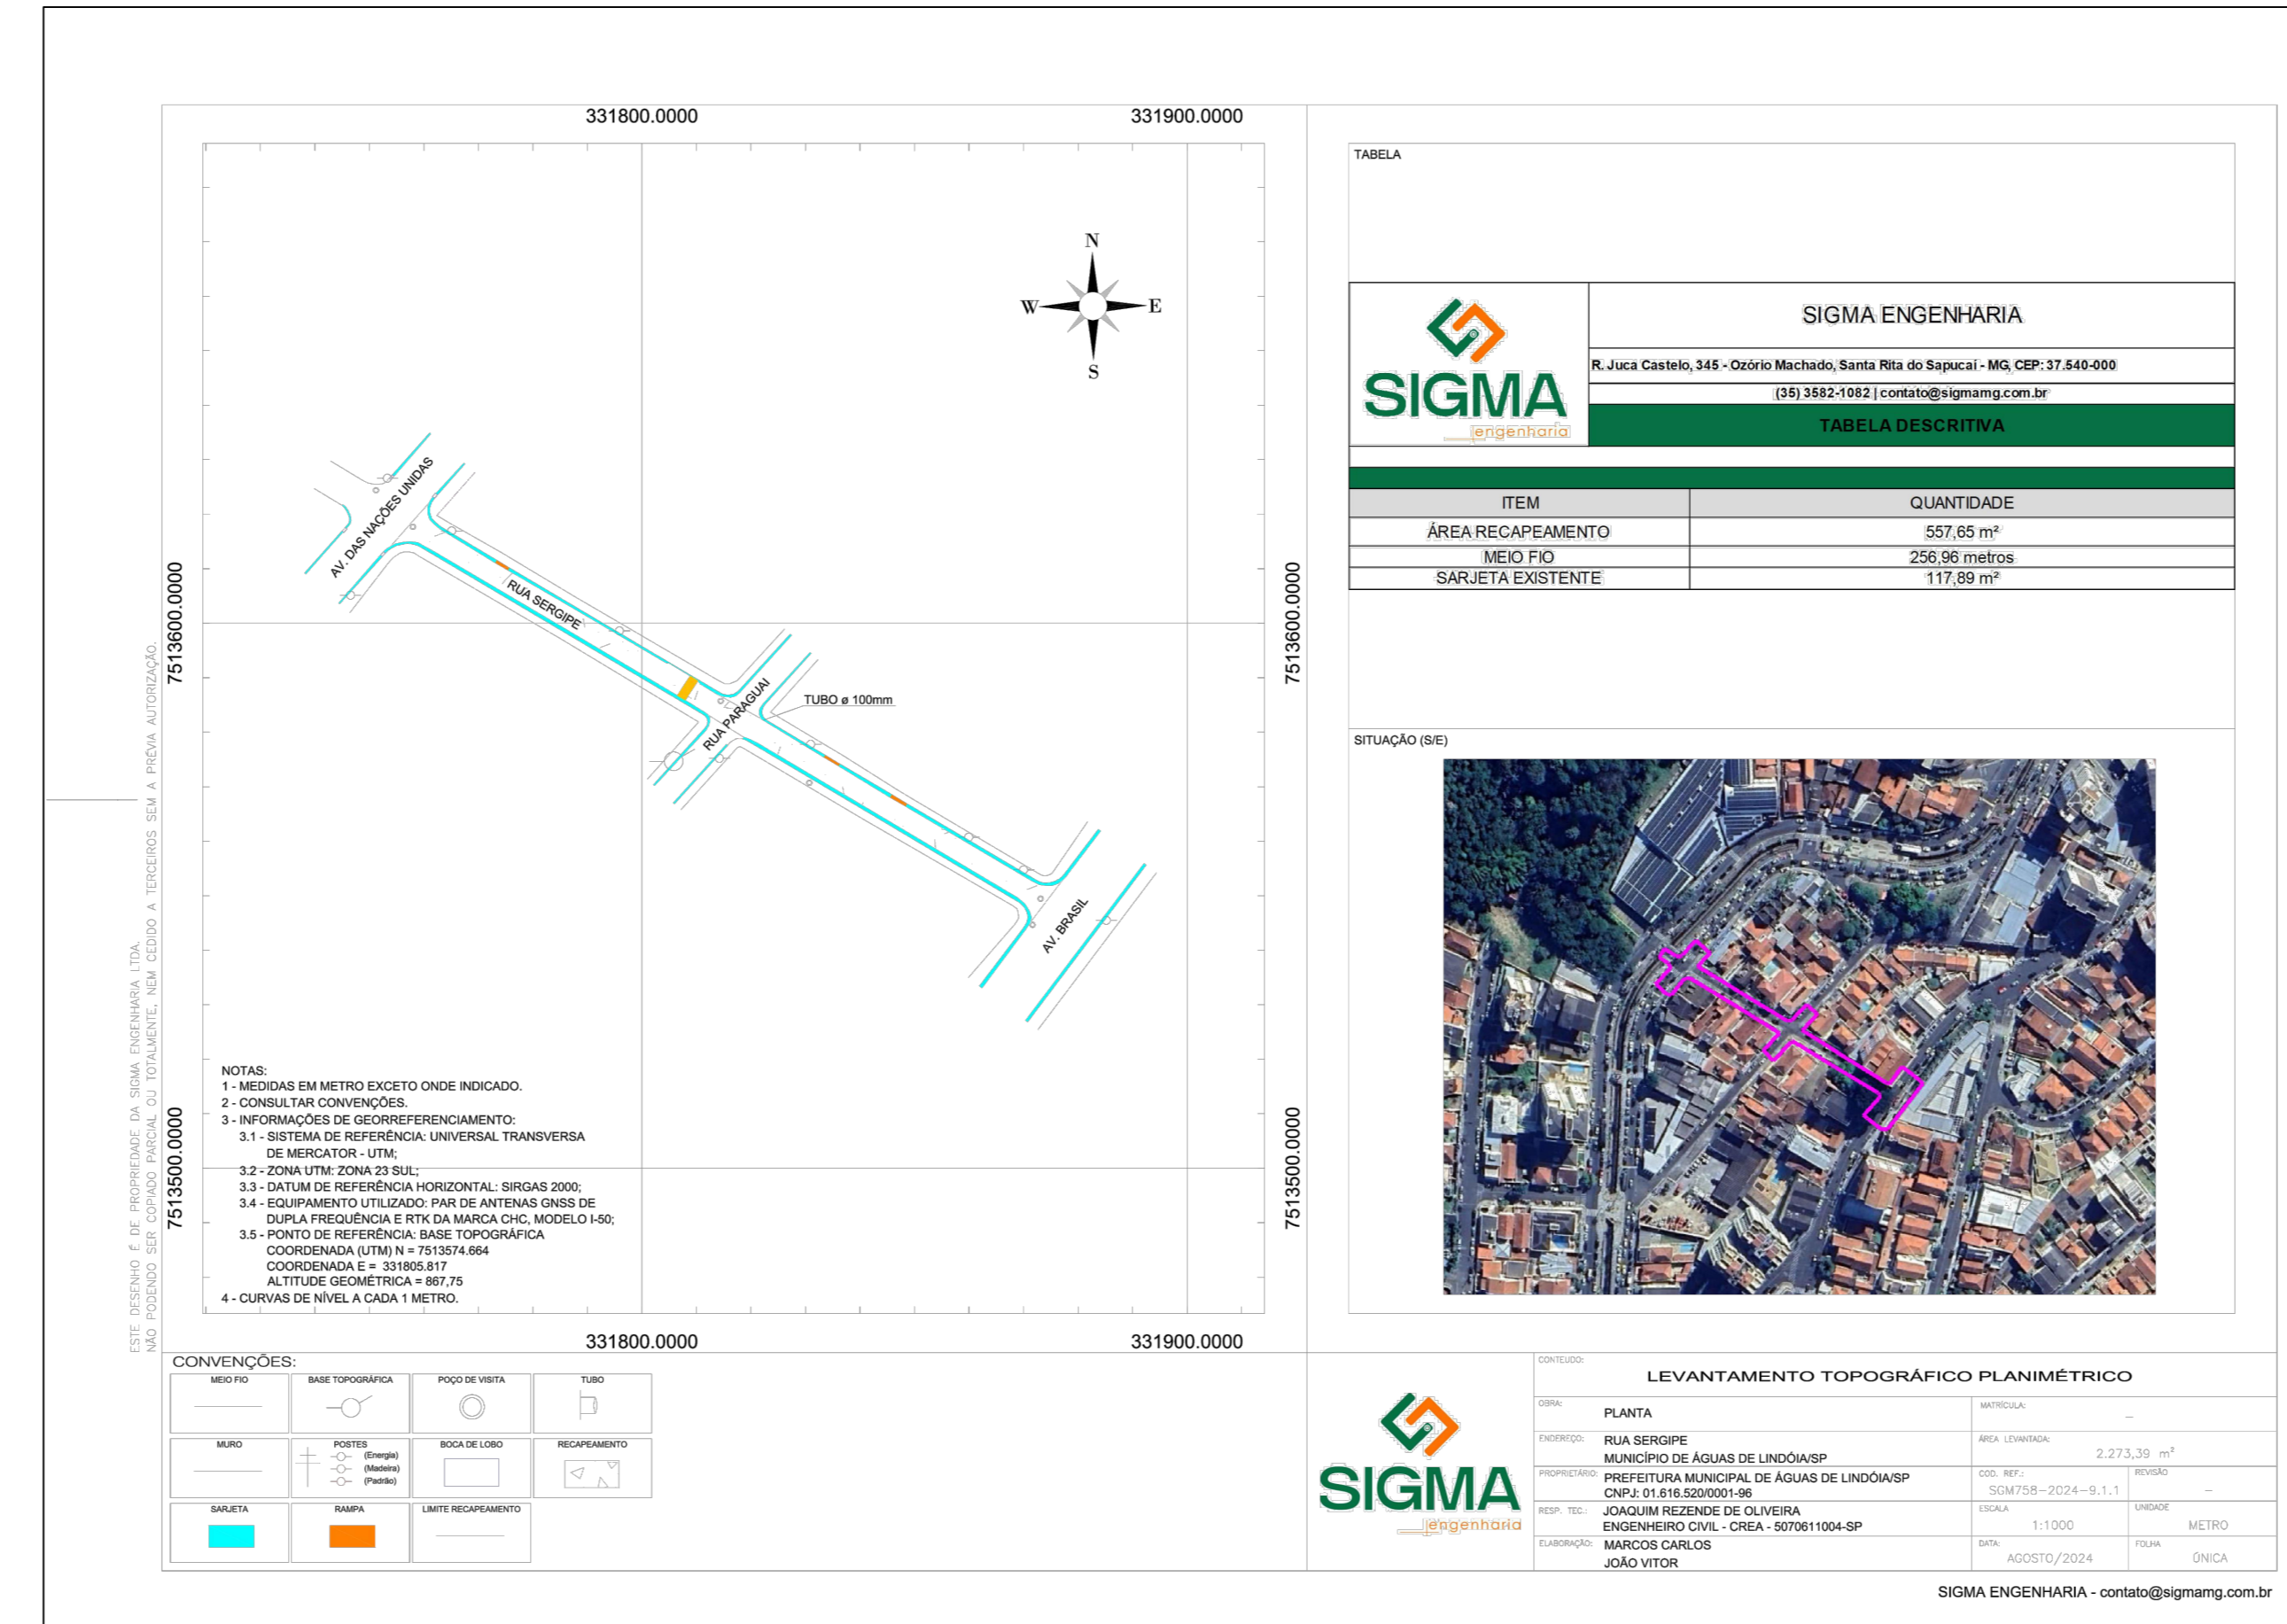 331800.0000
331900.0000
N
W
E
S
AV. DAS NAÇÕES UNIDAS
RUA SERGIPE
RUA PARAGUAI
TUBO ø 100mm
AV. BRASIL
7513600.0000
7513600.0000
7513500.0000
7513500.0000
ESTE DESENHO É DE PROPRIEDADE DA SIGMA ENGENHARIA LTDA.
NÃO PODENDO SER COPIADO PARCIAL OU TOTALMENTE, NEM CEDIDO A TERCEIROS SEM A PRÉVIA AUTORIZAÇÃO.
NOTAS:
1 - MEDIDAS EM METRO EXCETO ONDE INDICADO.
2 - CONSULTAR CONVENÇÕES.
3 - INFORMAÇÕES DE GEORREFERENCIAMENTO:
3.1 - SISTEMA DE REFERÊNCIA: UNIVERSAL TRANSVERSA
DE MERCATOR - UTM;
3.2 - ZONA UTM: ZONA 23 SUL;
3.3 - DATUM DE REFERÊNCIA HORIZONTAL: SIRGAS 2000;
3.4 - EQUIPAMENTO UTILIZADO: PAR DE ANTENAS GNSS DE
DUPLA FREQUÊNCIA E RTK DA MARCA CHC, MODELO I-50;
3.5 - PONTO DE REFERÊNCIA: BASE TOPOGRÁFICA
COORDENADA (UTM) N = 7513574.664
COORDENADA E = 331805.817
ALTITUDE GEOMÉTRICA = 867,75
4 - CURVAS DE NÍVEL A CADA 1 METRO.
331800.0000
331900.0000
TABELA
SIGMA
engenharia
SIGMA ENGENHARIA
R. Juca Castelo, 345 - Ozório Machado, Santa Rita do Sapucaí - MG, CEP: 37.540-000
(35) 3582-1082 | contato@sigmamg.com.br
TABELA DESCRITIVA
ITEM QUANTIDADE
ÁREA RECAPEAMENTO 557,65 m²
MEIO FIO 256,96 metros
SARJETA EXISTENTE 117,89 m²
SITUAÇÃO (S/E)
CONVENÇÕES:
MEIO FIO
BASE TOPOGRÁFICA
POÇO DE VISITA
TUBO
MURO
POSTES
(Energia)
(Madeira)
(Padrão)
BOCA DE LOBO
RECAPEAMENTO
SARJETA
RAMPA
LIMITE RECAPEAMENTO
SIGMA
engenharia
CONTEUDO:
LEVANTAMENTO TOPOGRÁFICO PLANIMÉTRICO
OBRA:
PLANTA
MATRÍCULA:
—
ENDEREÇO:
RUA SERGIPE
MUNICÍPIO DE ÁGUAS DE LINDÓIA/SP
ÁREA LEVANTADA:
2.273,39 m²
PROPRIETÁRIO:
PREFEITURA MUNICIPAL DE ÁGUAS DE LINDÓIA/SP
CNPJ: 01.616.520/0001-96
COD. REF.:
SGM758-2024-9.1.1
REVISÃO
—
RESP. TEC.:
JOAQUIM REZENDE DE OLIVEIRA
ENGENHEIRO CIVIL - CREA - 5070611004-SP
ESCALA
1:1000
UNIDADE
METRO
ELABORAÇÃO:
MARCOS CARLOS
JOÃO VITOR
DATA:
AGOSTO/2024
FOLHA
ÚNICA
SIGMA ENGENHARIA - contato@sigmamg.com.br